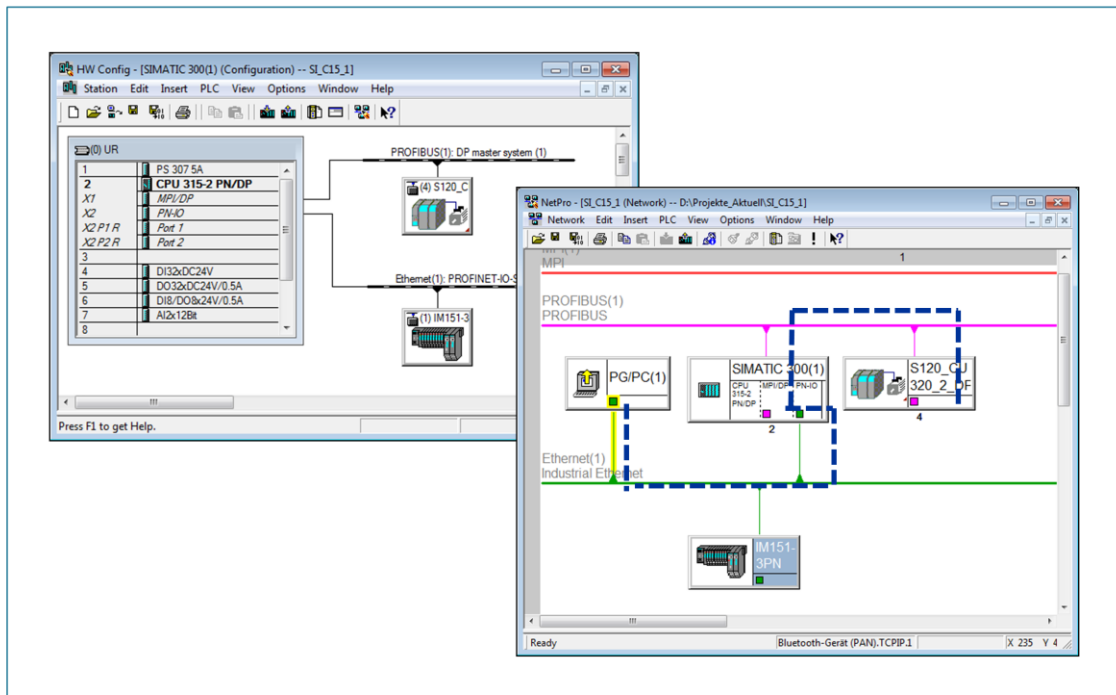 HW Config - [SIMATIC 300(1) (Configuration) -- SI_C15_1]
Station Edit Insert PLC View Options Window Help
(0) UR
1 PS 307 5A
2 CPU 315-2 PN/DP
X1 MPI/DP
X2 PN-IO
X2 P1 R Port 1
X2 P2 R Port 2
3
4 DI32xDC24V
5 DO32xDC24V/0.5A
6 DI8/DO8x24V/0.5A
7 AI2x12Bit
8
PROFIBUS(1): DP master system (1)
(4) S120_C
Ethernet(1): PROFINET-IO-S
(1) IM151-3
Press F1 to get Help.
NetPro - [SI_C15_1 (Network) -- D:\Projekte_Aktuell\SI_C15_1]
Network Edit Insert PLC View Options Window Help
1
MPI
PROFIBUS(1)
PROFIBUS
PG/PC(1)
SIMATIC 300(1)
CPU
315-2
PN/DP
MPI/DP
PN-IO
2
S120_CU
320_2_DF
4
Ethernet(1)
Industrial Ethernet
IM151-
3PN
Ready
Bluetooth-Gerät (PAN).TCPIP.1
X 235 Y 4